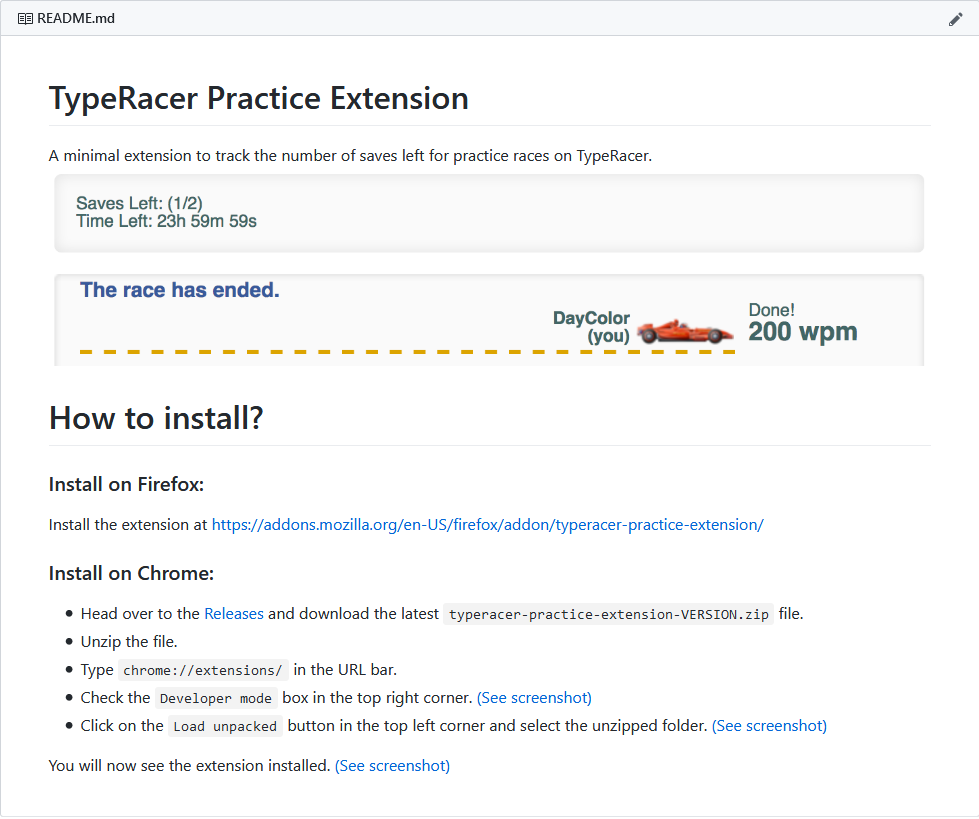 README.md
TypeRacer Practice Extension
A minimal extension to track the number of saves left for practice races on TypeRacer.
Saves Left: (1/2)
Time Left: 23h 59m 59s
The race has ended.
DayColor
(you)
Done!
200 wpm
How to install?
Install on Firefox:
Install the extension at https://addons.mozilla.org/en-US/firefox/addon/typeracer-practice-extension/
Install on Chrome:
Head over to the Releases and download the latest typeracer-practice-extension-VERSION.zip file.
Unzip the file.
Type chrome://extensions/ in the URL bar.
Check the Developer mode box in the top right corner. (See screenshot)
Click on the Load unpacked button in the top left corner and select the unzipped folder. (See screenshot)
You will now see the extension installed. (See screenshot)